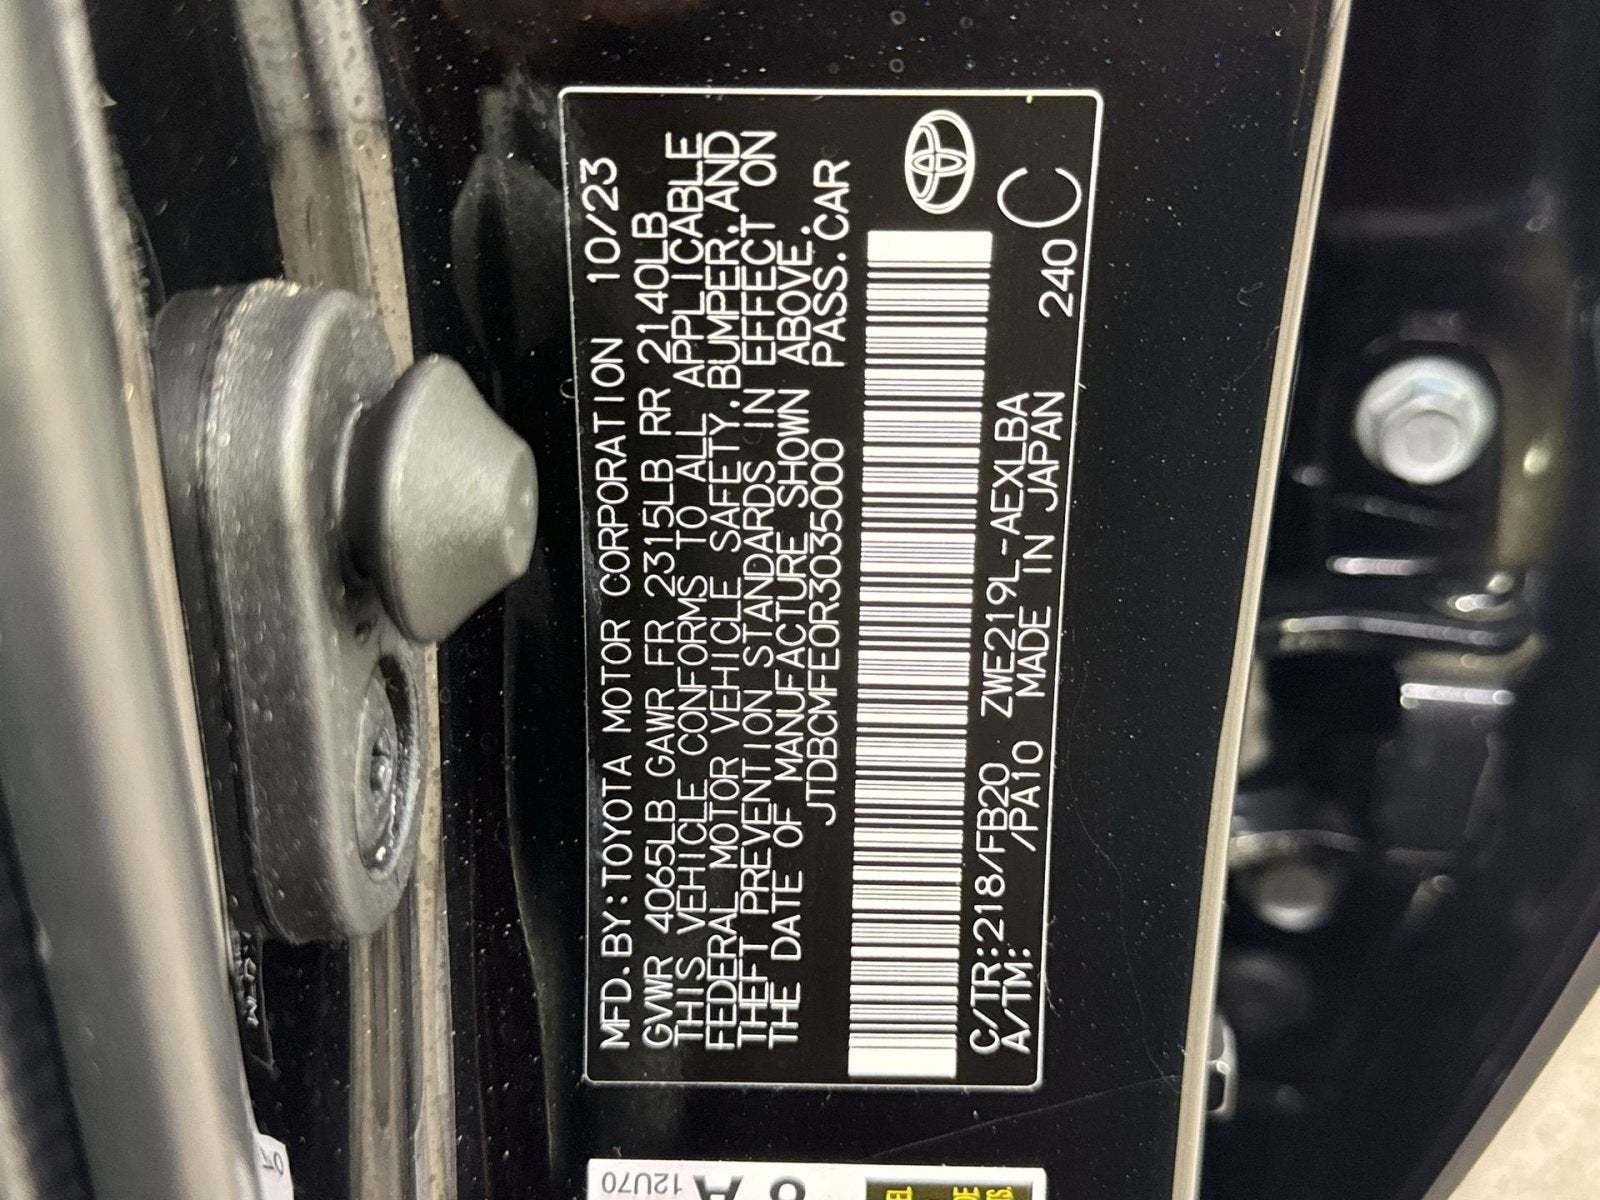 MFD.BY:TOYOTA MOTOR CORPORATION 10/23
GVWR 4065LB GAWR FR 2315LB RR 2140LB
THIS VEHICLE CONFORMS TO ALL APPLICABLE
FEDERAL MOTOR VEHICLE SAFETY,BUMPER,AND
THEFT PREVENTION STANDARDS IN EFFECT ON
THE DATE OF MANUFACTURE SHOWN ABOVE.
JTDBCMFE0R3035000 PASS.CAR
C/TR:218/FB20 ZWE219L-AEXLBA 240 C
A/TM: /PA10 MADE IN JAPAN
12U70